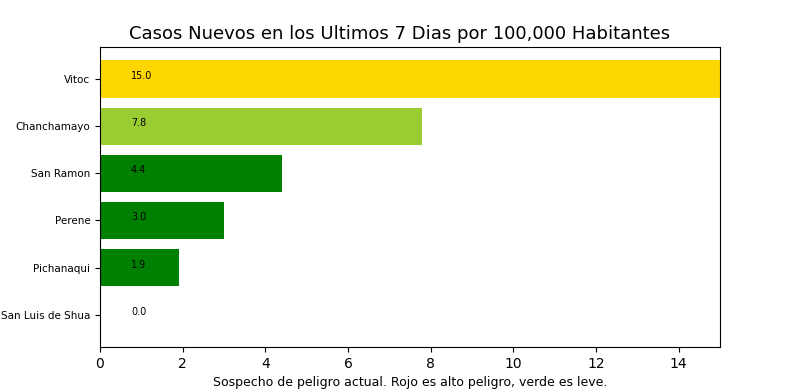 Casos Nuevos en los Ultimos 7 Dias por 100,000 Habitantes
Vitoc 15.0
Chanchamayo 7.8
San Ramon 4.4
Perene 3.0
Pichanaqui 1.9
San Luis de Shua 0.0
0 2 4 6 8 10 12 14
Sospecho de peligro actual. Rojo es alto peligro, verde es leve.